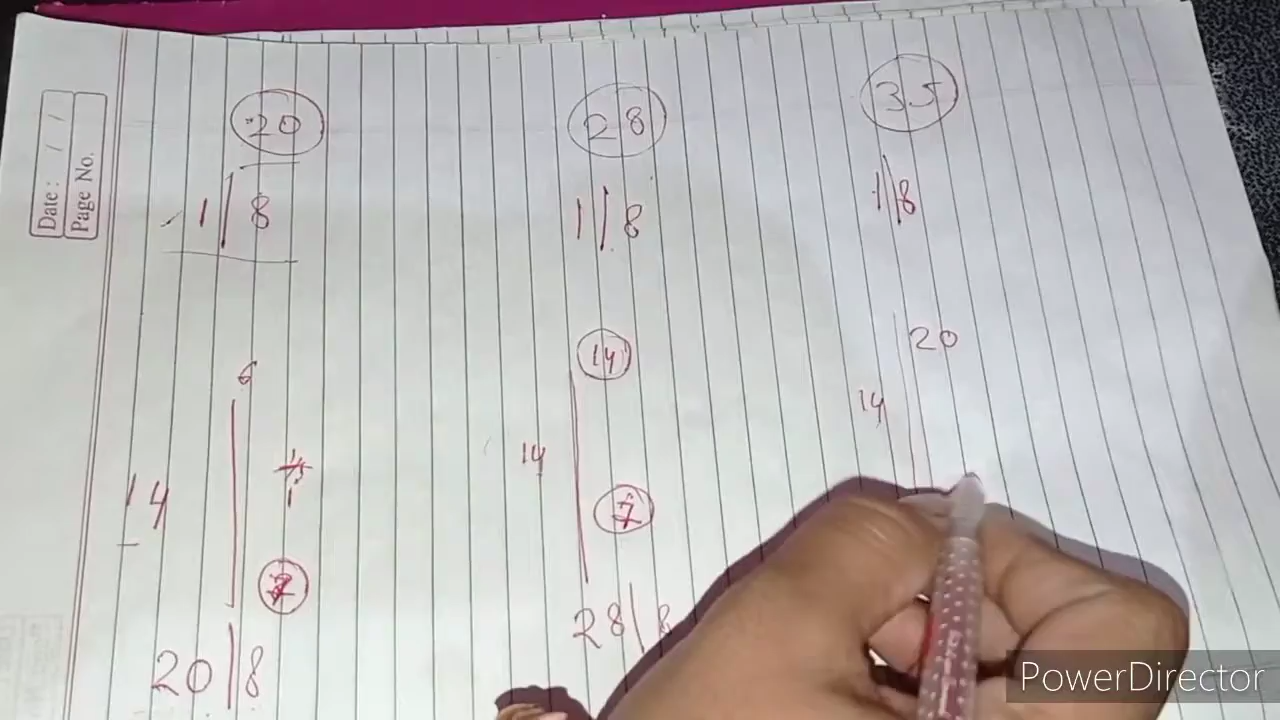 Date: / /
Page No.
20
28
35
1 | 8
1 | 8
1 | 8
14
20
6
14
14
7
14
20 | 8
28 | 8
PowerDirector